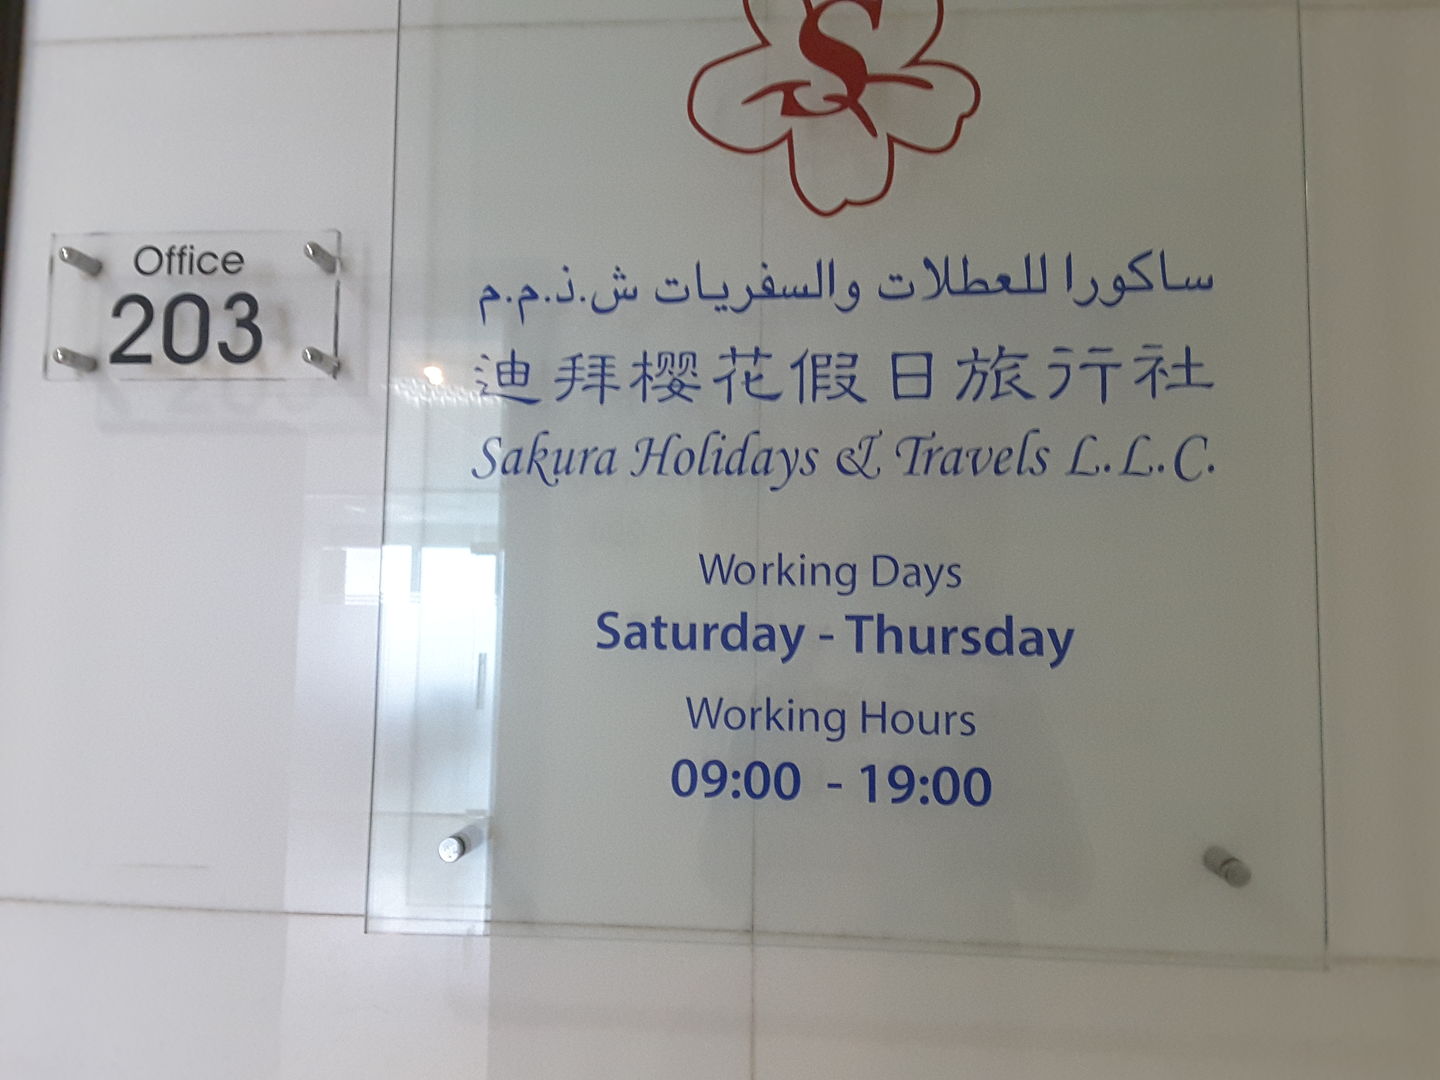 Office
203
S
ساكورا للعطلات والسفريات ش.ذ.م.م
迪拜樱花假日旅行社
Sakura Holidays & Travels L.L.C.
Working Days
Saturday - Thursday
Working Hours
09:00 - 19:00